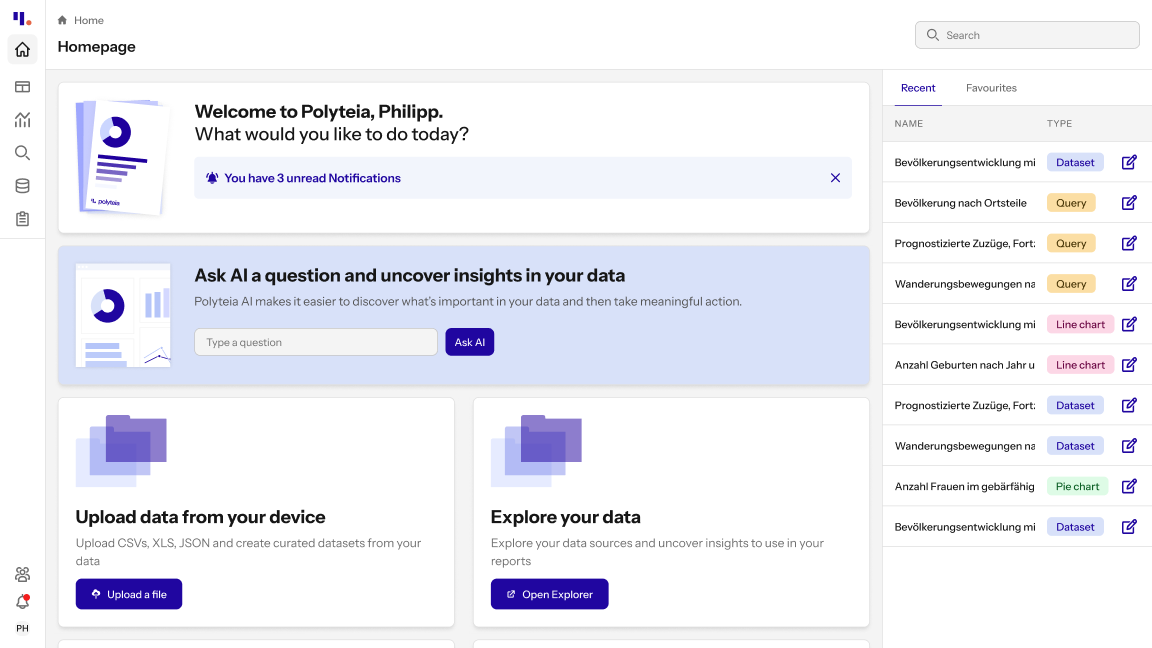 Home
Homepage
Search
polyteia
Welcome to Polyteia, Philipp.
What would you like to do today?
You have 3 unread Notifications
Ask AI a question and uncover insights in your data
Polyteia AI makes it easier to discover what's important in your data and then take meaningful action.
Type a question
Ask AI
Upload data from your device
Upload CSVs, XLS, JSON and create curated datasets from your
data
Upload a file
Explore your data
Explore your data sources and uncover insights to use in your
reports
Open Explorer
Recent
Favourites
NAME TYPE
Bevölkerungsentwicklung mi Dataset
Bevölkerung nach Ortsteile Query
Prognostizierte Zuzüge, Fort Query
Wanderungsbewegungen na Query
Bevölkerungsentwicklung mi Line chart
Anzahl Geburten nach Jahr u Line chart
Prognostizierte Zuzüge, Fort Dataset
Wanderungsbewegungen na Dataset
Anzahl Frauen im gebärfähig Pie chart
Bevölkerungsentwicklung mi Dataset
PH